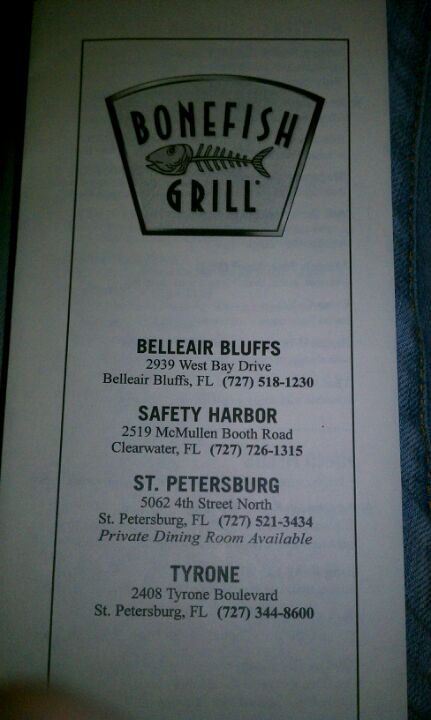 BONEFISH
GRILL
BELLEAIR BLUFFS
2939 West Bay Drive
Belleair Bluffs, FL (727) 518-1230
SAFETY HARBOR
2519 McMullen Booth Road
Clearwater, FL (727) 726-1315
ST. PETERSBURG
5062 4th Street North
St. Petersburg, FL (727) 521-3434
Private Dining Room Available
TYRONE
2408 Tyrone Boulevard
St. Petersburg, FL (727) 344-8600